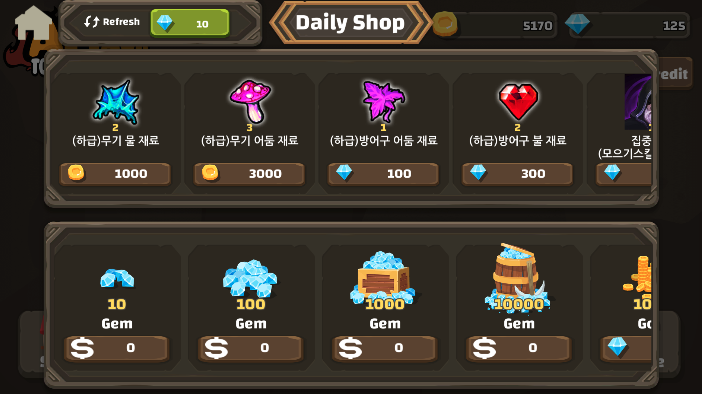 Refresh
10
Daily Shop
5170
125
redit
2
(하급)무기 물 재료
1000
3
(하급)무기 어둠 재료
3000
1
(하급)방어구 어둠 재료
100
2
(하급)방어구 불 재료
300
집중
(모으기스킬
10
Gem
$ 0
100
Gem
$ 0
1000
Gem
$ 0
10000
Gem
$ 0
10
Go